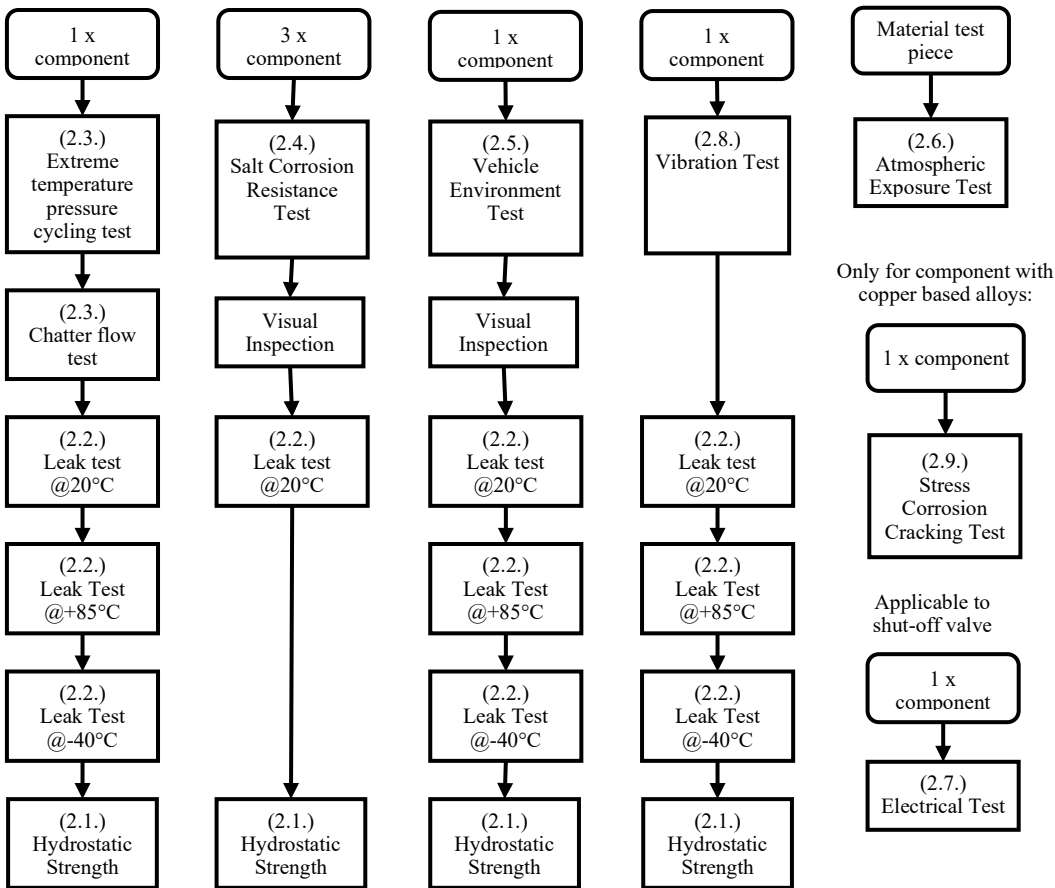 1 x
component
(2.3.)
Extreme
temperature
pressure
cycling test
(2.3.)
Chatter flow
test
(2.2.)
Leak test
@20°C
(2.2.)
Leak Test
@+85°C
(2.2.)
Leak Test
@-40°C
(2.1.)
Hydrostatic
Strength
3 x
component
(2.4.)
Salt Corrosion
Resistance
Test
Visual
Inspection
(2.2.)
Leak test
@20°C
(2.1.)
Hydrostatic
Strength
1 x
component
(2.5.)
Vehicle
Environment
Test
Visual
Inspection
(2.2.)
Leak test
@20°C
(2.2.)
Leak Test
@+85°C
(2.2.)
Leak Test
@-40°C
(2.1.)
Hydrostatic
Strength
1 x
component
(2.8.)
Vibration Test
(2.2.)
Leak test
@20°C
(2.2.)
Leak Test
@+85°C
(2.2.)
Leak Test
@-40°C
(2.1.)
Hydrostatic
Strength
Material test
piece
(2.6.)
Atmospheric
Exposure Test
Only for component with
copper based alloys:
1 x component
(2.9.)
Stress
Corrosion
Cracking Test
Applicable to
shut-off valve
1 x
component
(2.7.)
Electrical Test